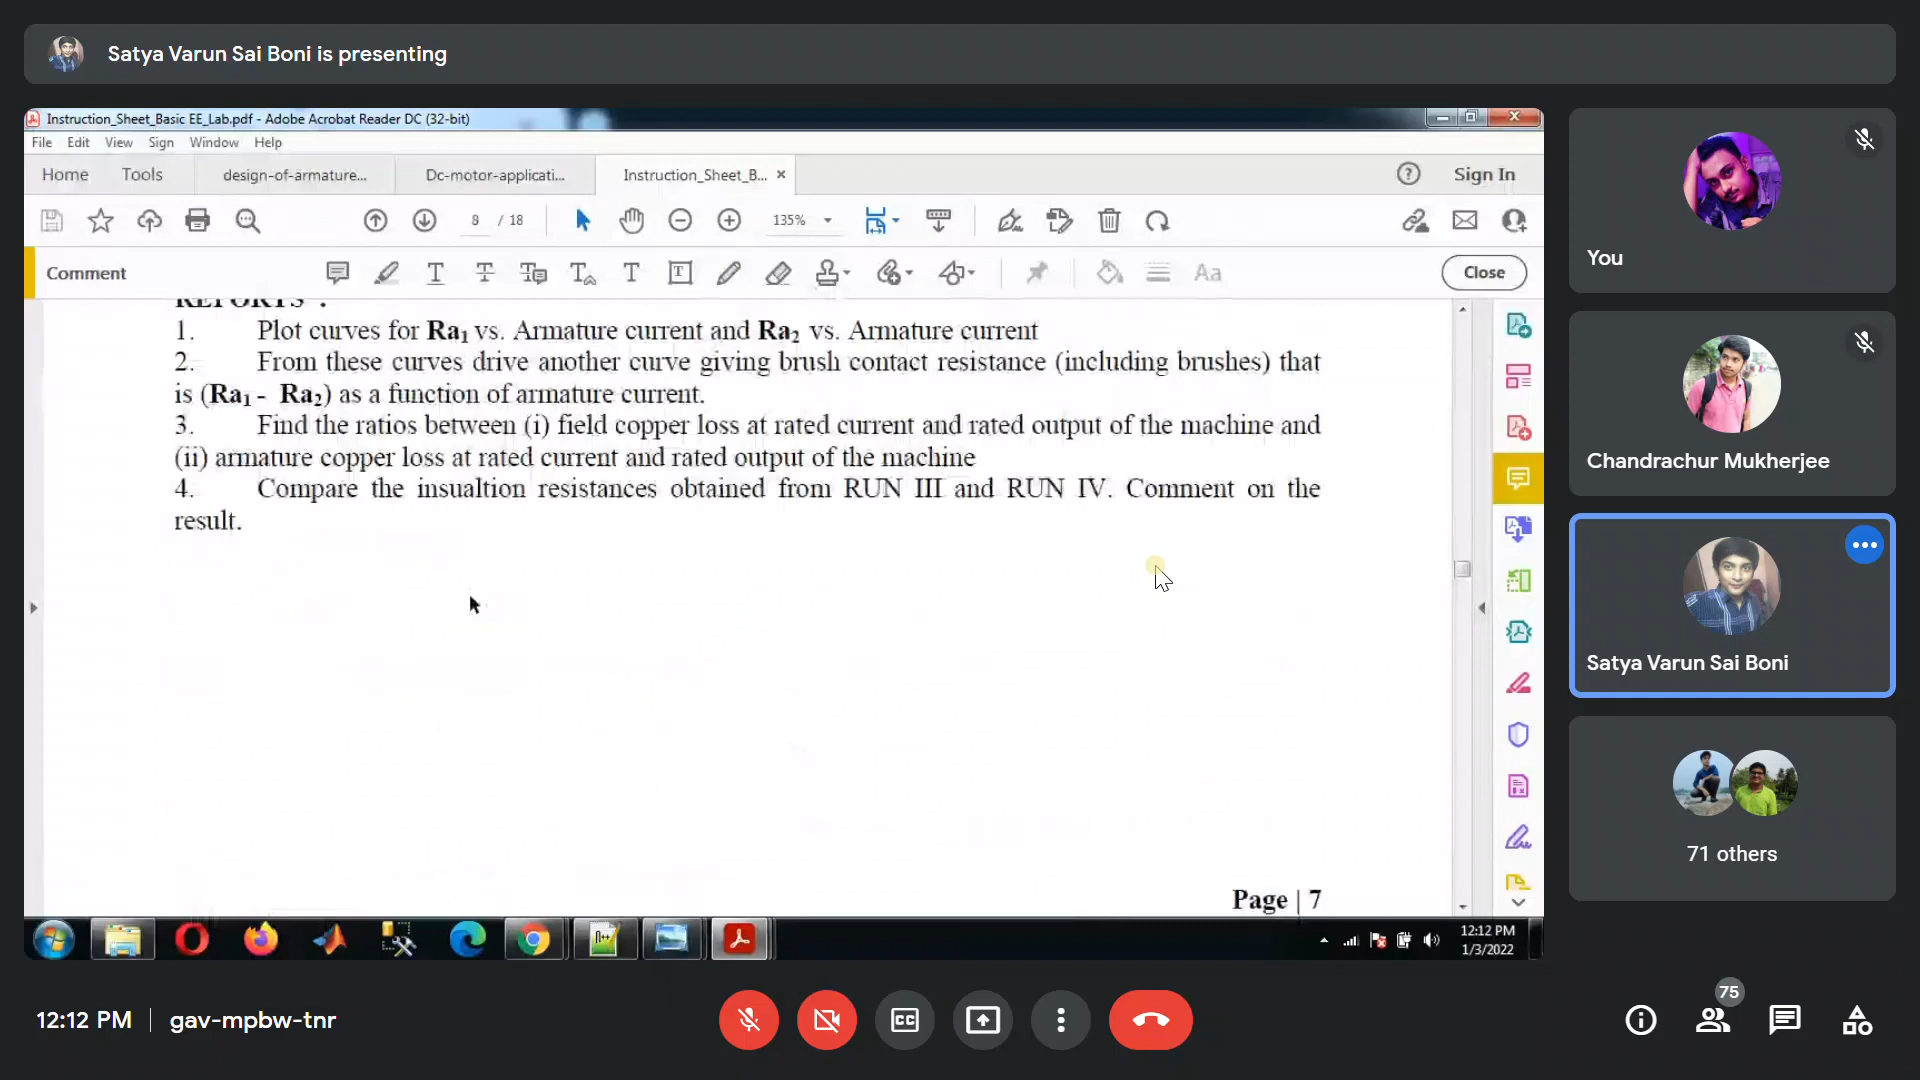 Satya Varun Sai Boni is presenting
Instruction_Sheet_Basic EE_Lab.pdf - Adobe Acrobat Reader DC (32-bit)
File Edit View Sign Window Help
Home Tools design-of-armature... Dc-motor-applicati... Instruction_Sheet_B... × ? Sign In
8 / 18 135%
Comment Aa Close
REPORTS :
1. Plot curves for Ra1 vs. Armature current and Ra2 vs. Armature current
2. From these curves drive another curve giving brush contact resistance (including brushes) that
is (Ra1 - Ra2) as a function of armature current.
3. Find the ratios between (i) field copper loss at rated current and rated output of the machine and
(ii) armature copper loss at rated current and rated output of the machine
4. Compare the insualtion resistances obtained from RUN III and RUN IV. Comment on the
result.
Page | 7
12:12 PM
1/3/2022
You
Chandrachur Mukherjee
Satya Varun Sai Boni
71 others
12:12 PM | gav-mpbw-tnr
CC
75